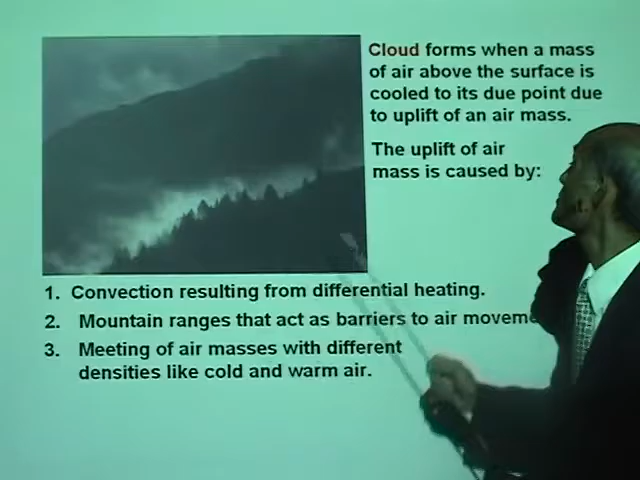 Cloud forms when a mass
of air above the surface is
cooled to its due point due
to uplift of an air mass.
The uplift of air
mass is caused by:
1. Convection resulting from differential heating.
2. Mountain ranges that act as barriers to air
3. Meeting of air masses with different
densities like cold and warm air.